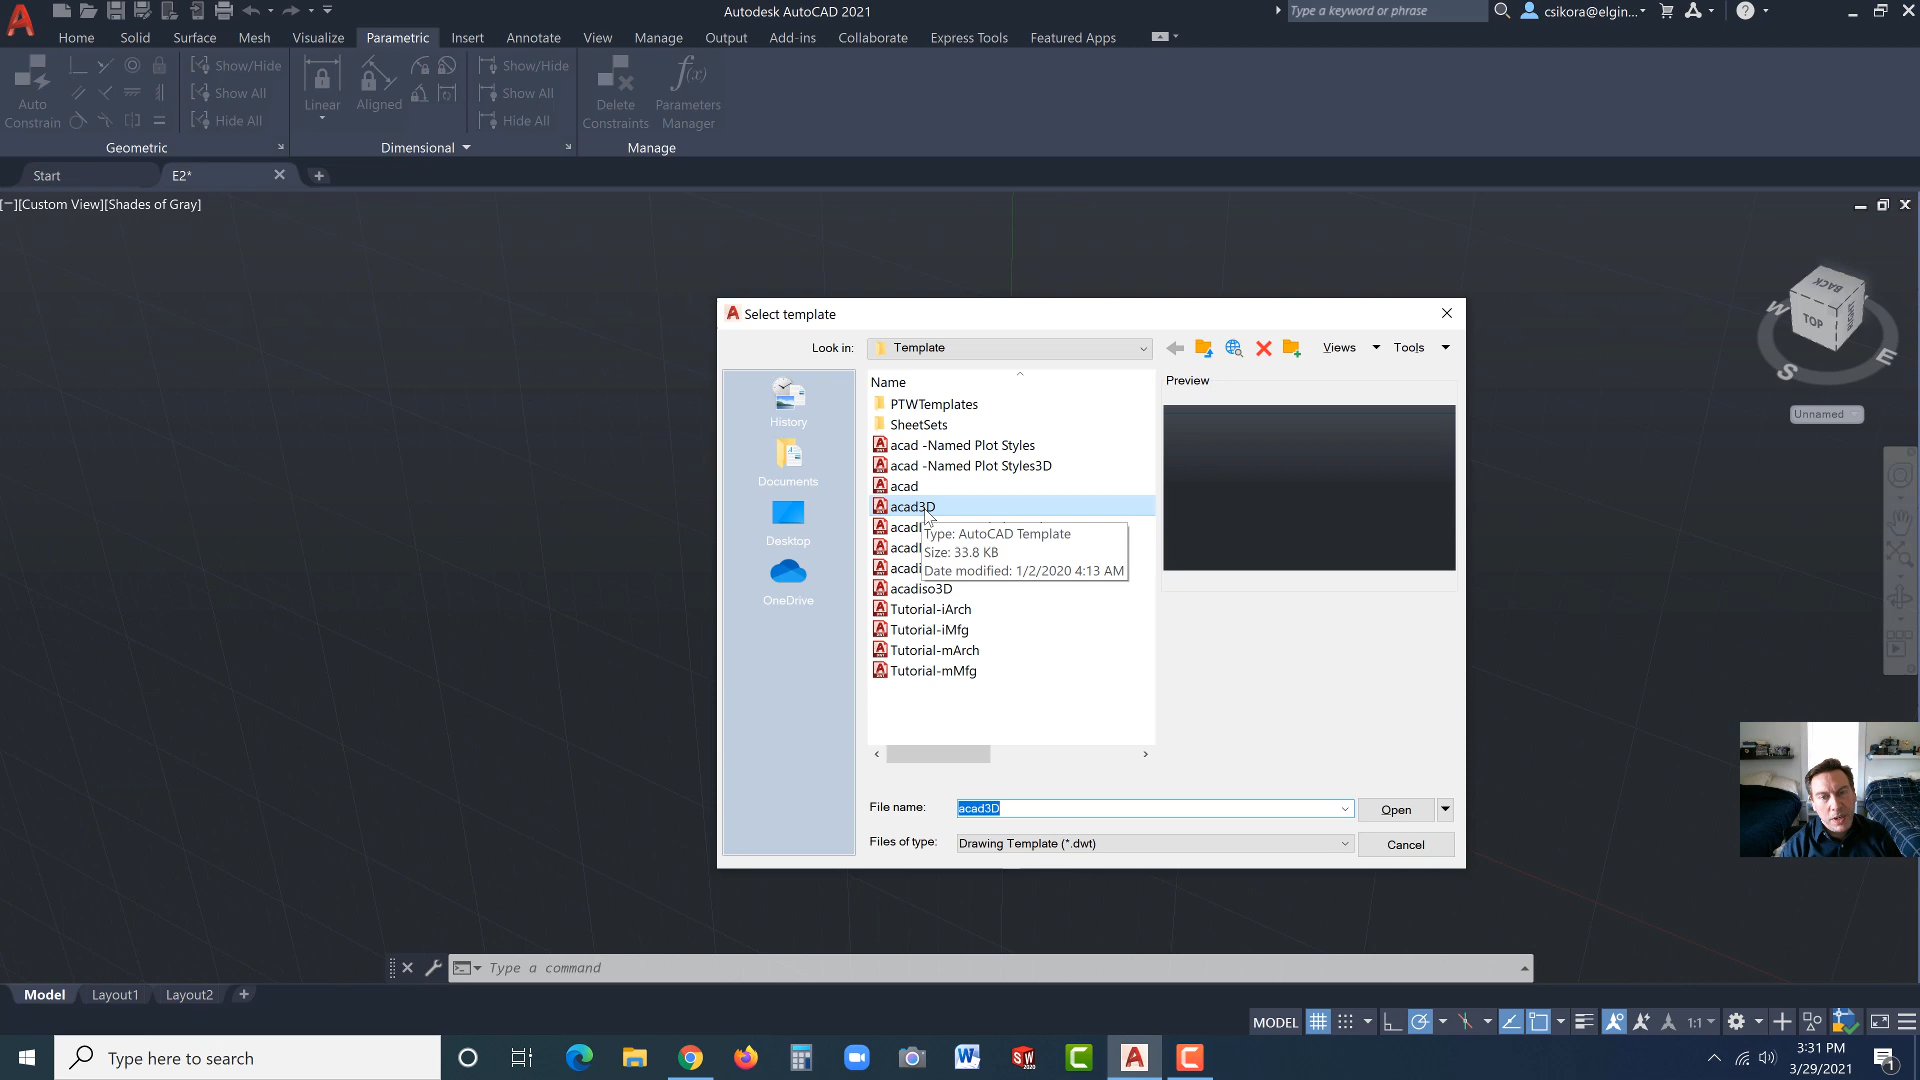 Autodesk AutoCAD 2021
Type a keyword or phrase
csikora@elgin...
Home Solid Surface Mesh Visualize Parametric Insert Annotate View Manage Output Add-ins Collaborate Express Tools Featured Apps
Auto
Constrain
Show/Hide
Show All
Hide All
Linear
Aligned
Show/Hide
Show All
Hide All
Delete
Constraints
Parameters
Manager
Geometric
Dimensional
Manage
Start
E2*
[−][Custom View][Shades of Gray]
BACK
TOP
W
S
E
Unnamed
Select template
Look in:
Template
Views
Tools
History
Documents
Desktop
OneDrive
Name
PTWTemplates
SheetSets
acad -Named Plot Styles
acad -Named Plot Styles3D
acad
acad3D
Type: AutoCAD Template
Size: 33.8 KB
Date modified: 1/2/2020 4:13 AM
acadiso3D
Tutorial-iArch
Tutorial-iMfg
Tutorial-mArch
Tutorial-mMfg
Preview
File name:
acad3D
Open
Files of type:
Drawing Template (*.dwt)
Cancel
Type a command
Model
Layout1
Layout2
MODEL
1:1
Type here to search
3:31 PM
3/29/2021
1